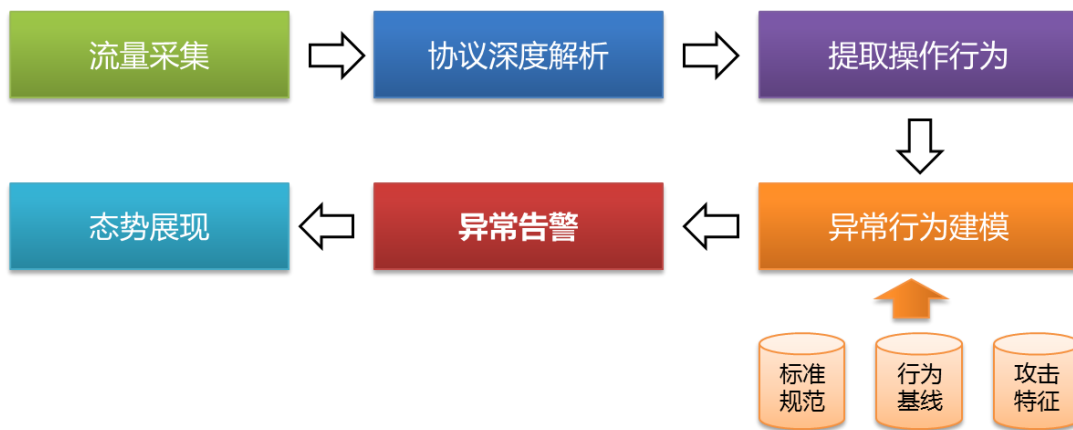 流量采集
协议深度解析
提取操作行为
态势展现
异常告警
异常行为建模
标准
规范
行为
基线
攻击
特征